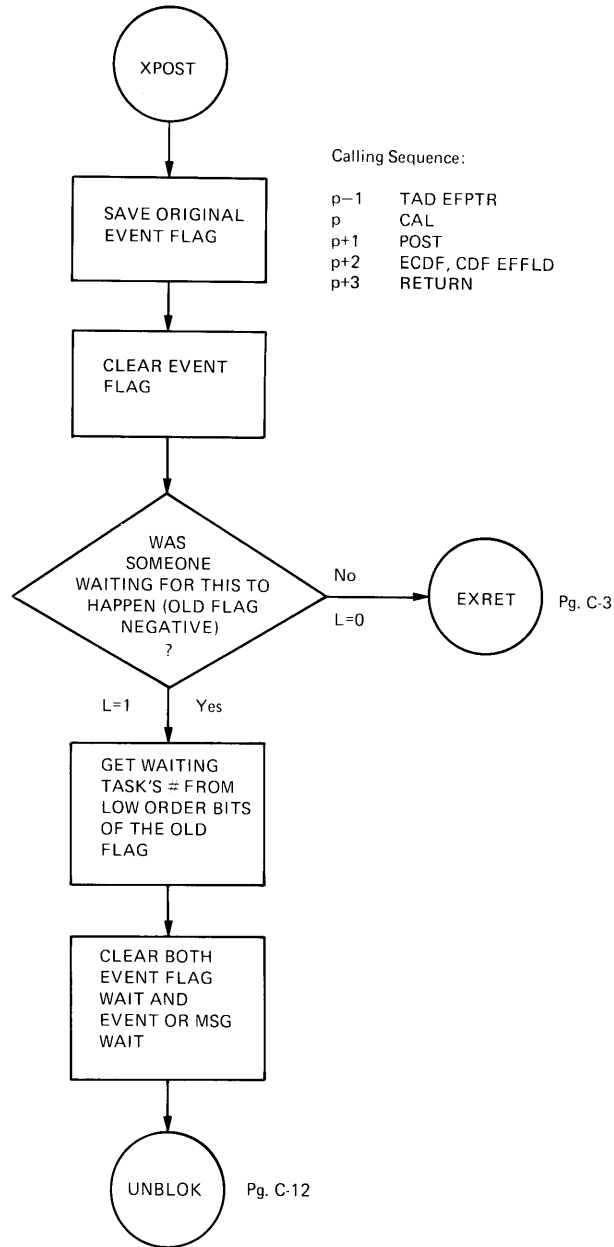 XPOST
Calling Sequence:
p−1 TAD EFPTR
p CAL
p+1 POST
p+2 ECDF, CDF EFFLD
p+3 RETURN
SAVE ORIGINAL
EVENT FLAG
CLEAR EVENT
FLAG
WAS
SOMEONE
WAITING FOR THIS TO
HAPPEN (OLD FLAG
NEGATIVE)
?
No
L=0
EXRET
Pg. C-3
L=1 Yes
GET WAITING
TASK'S # FROM
LOW ORDER BITS
OF THE OLD
FLAG
CLEAR BOTH
EVENT FLAG
WAIT AND
EVENT OR MSG
WAIT
UNBLOK
Pg. C-12